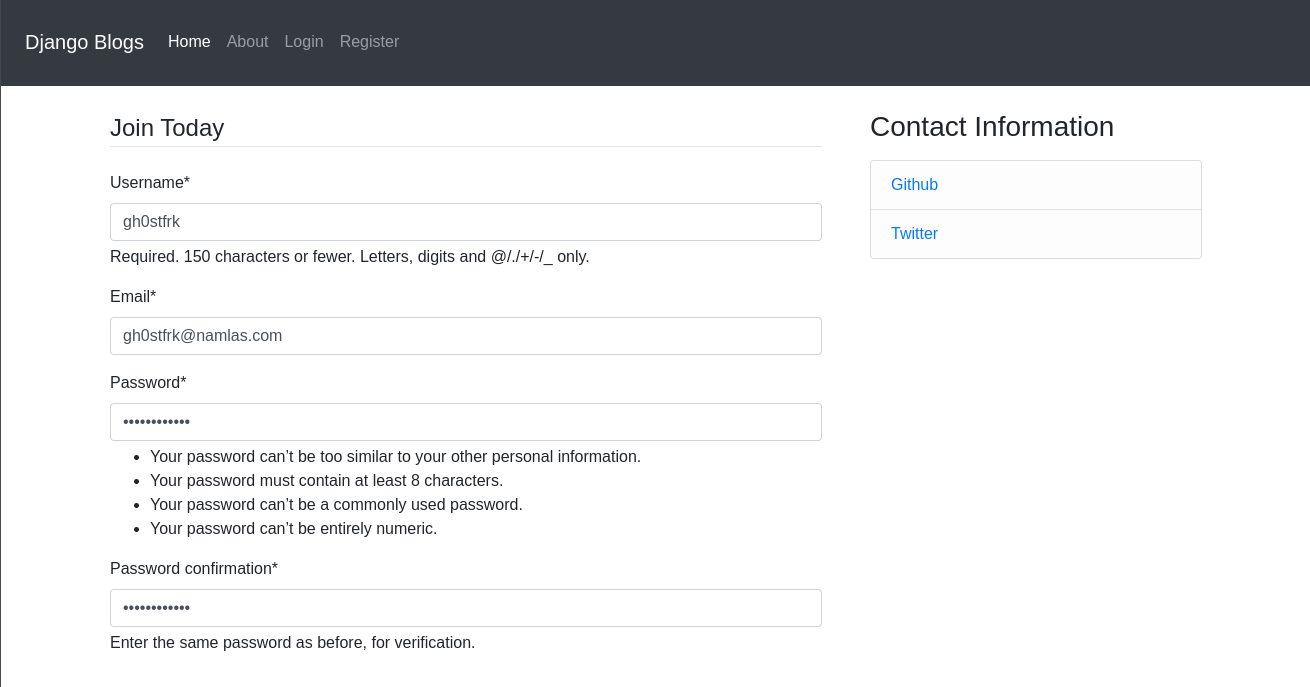 Django Blogs Home About Login Register
Join Today
Username*
gh0stfrk
Required. 150 characters or fewer. Letters, digits and @/./+/-/_ only.
Email*
gh0stfrk@namlas.com
Password*
••••••••••••
• Your password can’t be too similar to your other personal information.
• Your password must contain at least 8 characters.
• Your password can’t be a commonly used password.
• Your password can’t be entirely numeric.
Password confirmation*
••••••••••••
Enter the same password as before, for verification.
Contact Information
Github
Twitter